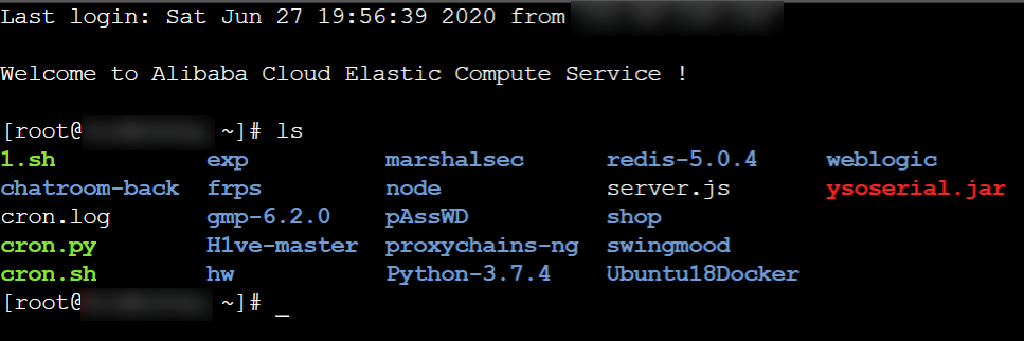 Last login: Sat Jun 27 19:56:39 2020 from
Welcome to Alibaba Cloud Elastic Compute Service !
[root@ ~]# ls
1.sh exp marshalsec redis-5.0.4 weblogic
chatroom-back frps node server.js ysoserial.jar
cron.log gmp-6.2.0 pAssWD shop
cron.py H1ve-master proxychains-ng swingmood
cron.sh hw Python-3.7.4 Ubuntu18Docker
[root@ ~]# _